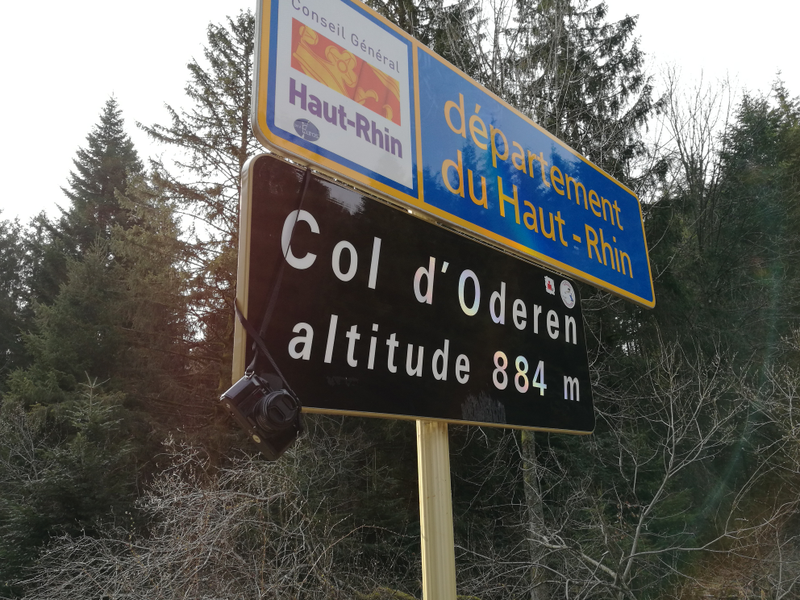 Conseil Général
Haut-Rhin
département
du Haut-Rhin
Col d'Oderen
altitude 884 m